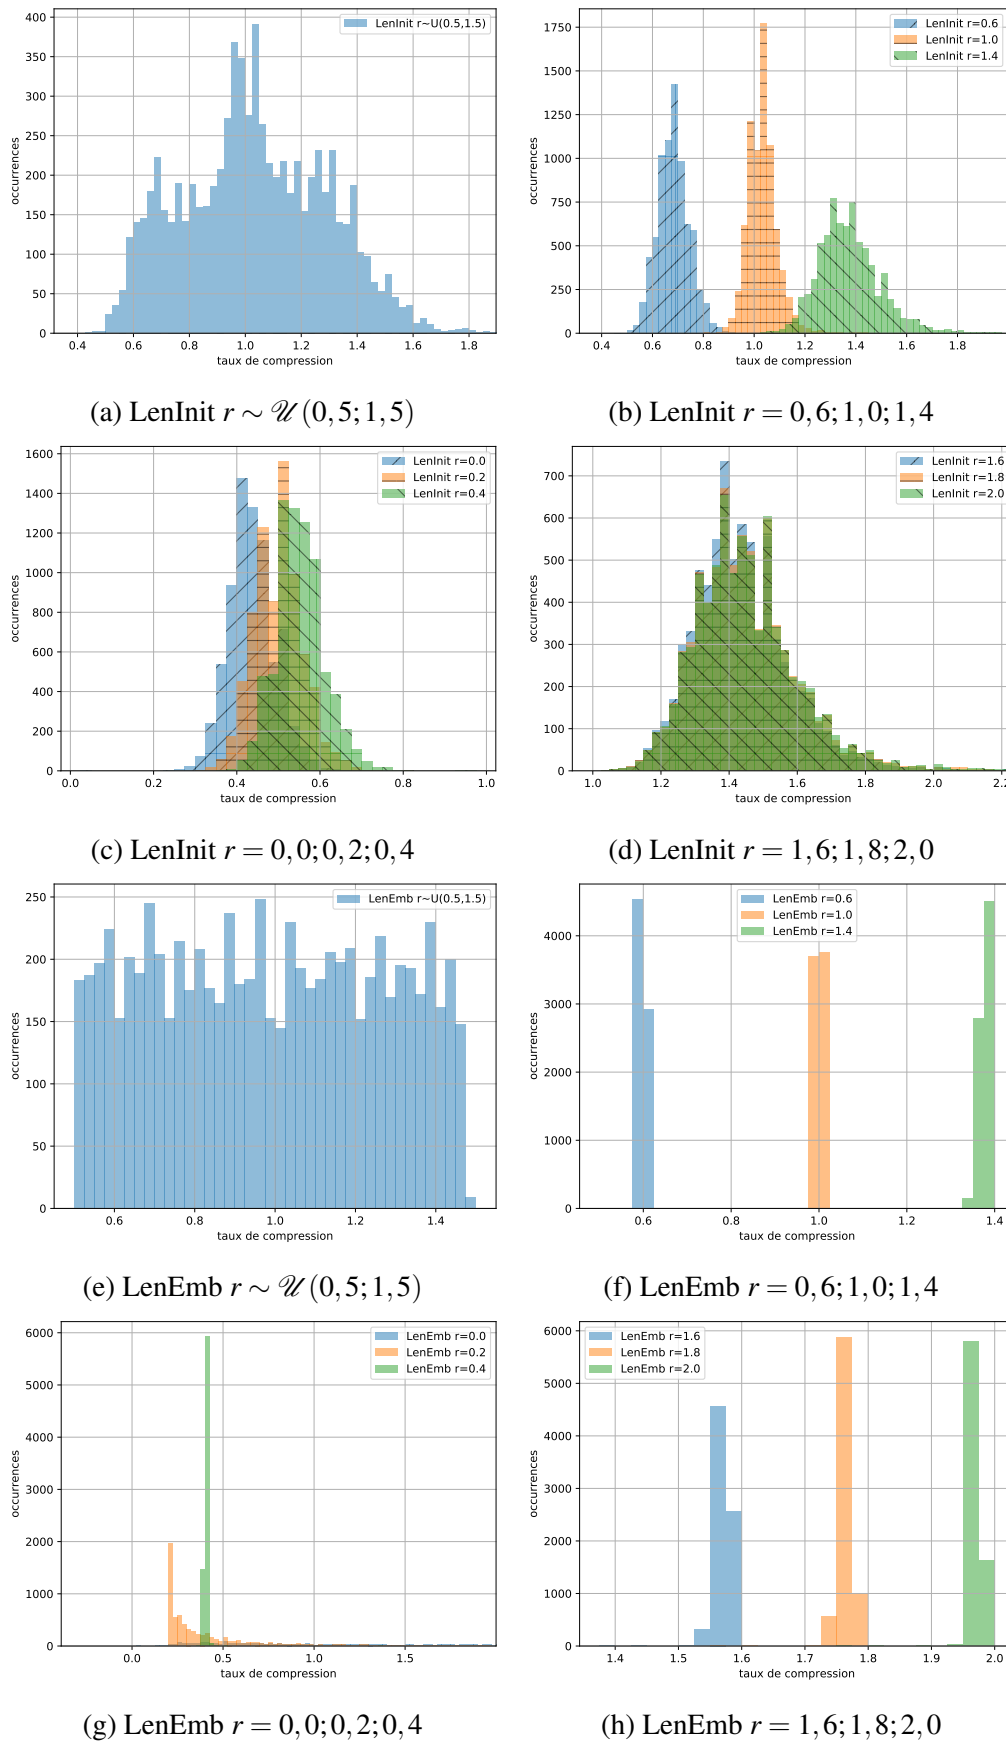 400
350
300
250
200
150
100
50
0
occurrences
0.4 0.6 0.8 1.0 1.2 1.4 1.6 1.8
taux de compression
LenInit r~U(0.5,1.5)
(a) LenInit r ∼ 𝒰(0,5;1,5)
1750
1500
1250
1000
750
500
250
0
occurrences
0.4 0.6 0.8 1.0 1.2 1.4 1.6 1.8
taux de compression
LenInit r=0.6
LenInit r=1.0
LenInit r=1.4
(b) LenInit r = 0,6;1,0;1,4
1600
1400
1200
1000
800
600
400
200
0
occurrences
0.0 0.2 0.4 0.6 0.8 1.0
taux de compression
LenInit r=0.0
LenInit r=0.2
LenInit r=0.4
(c) LenInit r = 0,0;0,2;0,4
700
600
500
400
300
200
100
0
occurrences
1.0 1.2 1.4 1.6 1.8 2.0 2.2
taux de compression
LenInit r=1.6
LenInit r=1.8
LenInit r=2.0
(d) LenInit r = 1,6;1,8;2,0
250
200
150
100
50
0
occurrences
0.6 0.8 1.0 1.2 1.4
taux de compression
LenEmb r~U(0.5,1.5)
(e) LenEmb r ∼ 𝒰(0,5;1,5)
4000
3000
2000
1000
0
occurrences
0.6 0.8 1.0 1.2 1.4
taux de compression
LenEmb r=0.6
LenEmb r=1.0
LenEmb r=1.4
(f) LenEmb r = 0,6;1,0;1,4
6000
5000
4000
3000
2000
1000
0
occurrences
0.0 0.5 1.0 1.5
taux de compression
LenEmb r=0.0
LenEmb r=0.2
LenEmb r=0.4
(g) LenEmb r = 0,0;0,2;0,4
6000
5000
4000
3000
2000
1000
0
occurrences
1.4 1.5 1.6 1.7 1.8 1.9 2.0
taux de compression
LenEmb r=1.6
LenEmb r=1.8
LenEmb r=2.0
(h) LenEmb r = 1,6;1,8;2,0